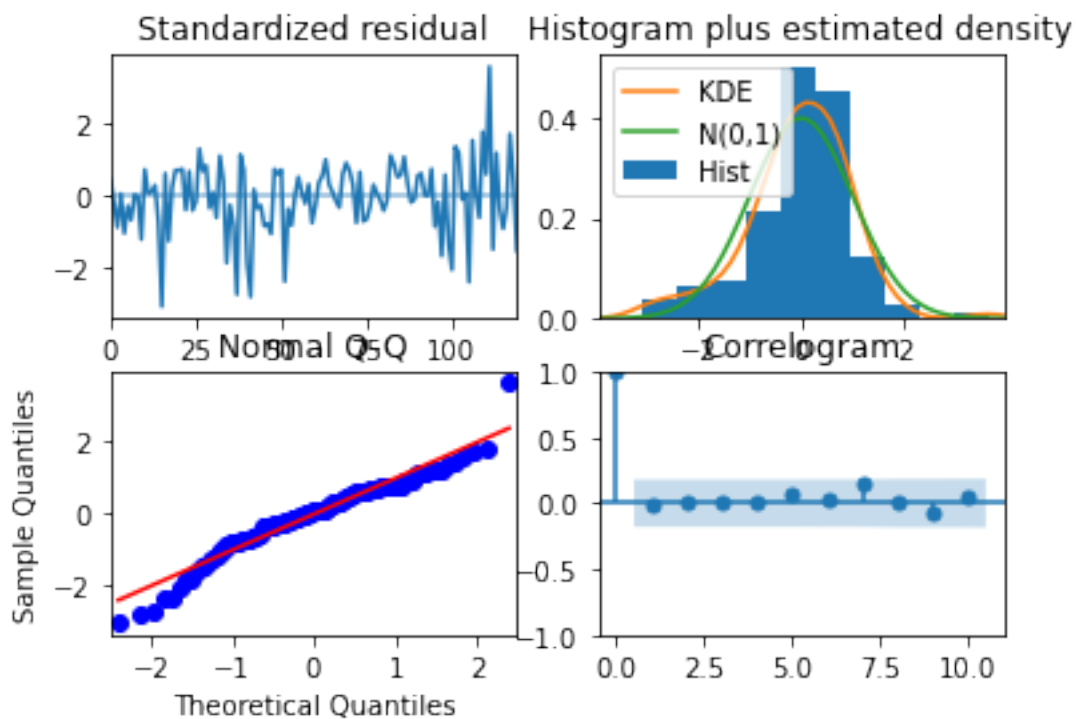 Standardized residual
2
0
−2
0 25 50 75 100
Histogram plus estimated density
KDE
N(0,1)
Hist
0.4
0.2
0.0
−2 0 2
Normal Q-Q
Sample Quantiles
2
0
−2
−2 −1 0 1 2
Theoretical Quantiles
Correlogram
1.0
0.5
0.0
−0.5
−1.0
0.0 2.5 5.0 7.5 10.0